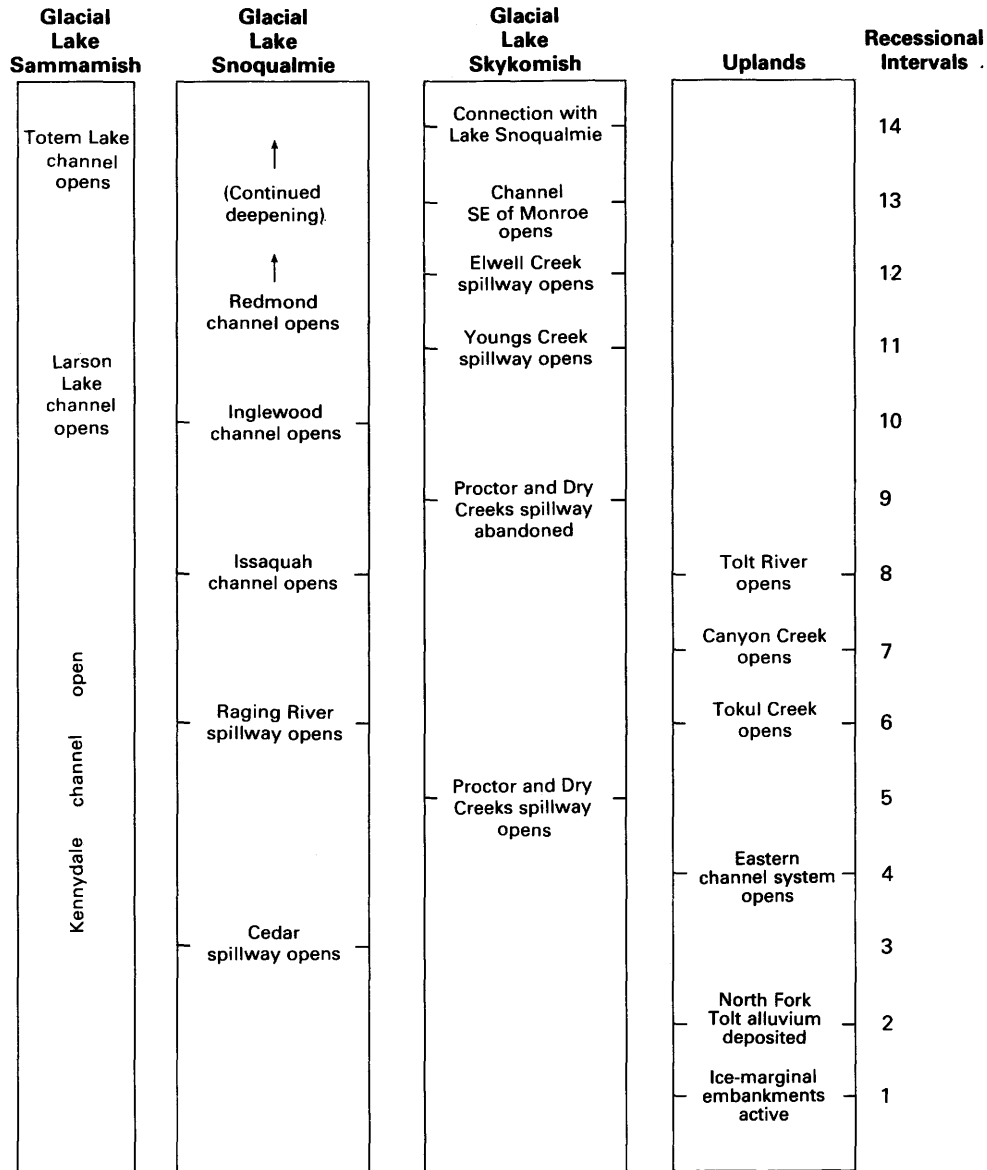 Glacial
Lake
Sammamish
Totem Lake
channel
opens
Larson
Lake
channel
opens
Kennydale channel open
Glacial
Lake
Snoqualmie
(Continued
deepening)
Redmond
channel opens
Inglewood
channel opens
Issaquah
channel opens
Raging River
spillway opens
Cedar
spillway opens
Glacial
Lake
Skykomish
Connection with
Lake Snoqualmie
Channel
SE of Monroe
opens
Elwell Creek
spillway opens
Youngs Creek
spillway opens
Proctor and Dry
Creeks spillway
abandoned
Proctor and Dry
Creeks spillway
opens
Uplands
Tolt River
opens
Canyon Creek
opens
Tokul Creek
opens
Eastern
channel system
opens
North Fork
Tolt alluvium
deposited
Ice-marginal
embankments
active
Recessional
Intervals
14
13
12
11
10
9
8
7
6
5
4
3
2
1